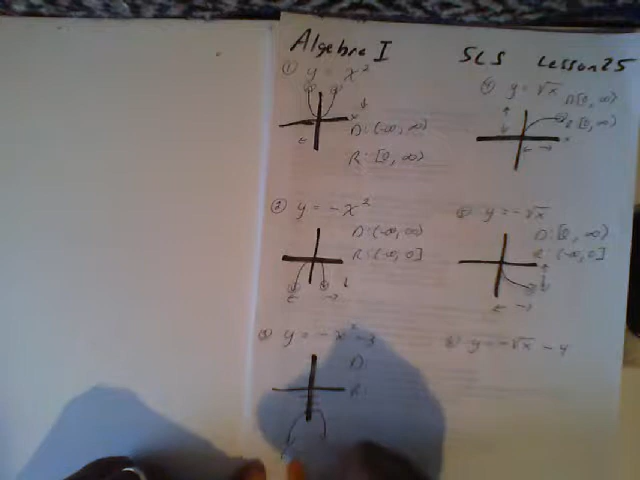 Algebra I SLS Lesson 25
① y = x²
D: (-∞, ∞)
R: [0, ∞)
② y = -x²
D: (-∞, ∞)
R: (-∞, 0]
③ y = -x² - 3
D:
R:
④ y = √x
D [0, ∞)
R [0, ∞)
⑤ y = -√x
D: [0, ∞)
R: (-∞, 0]
⑥ y = -√x - 4